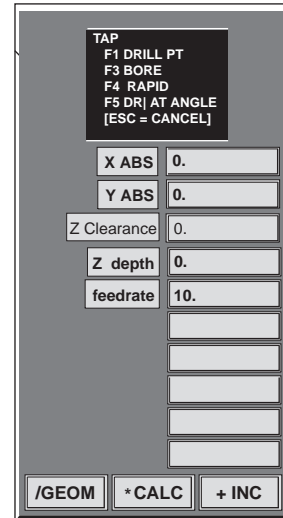 TAP
F1 DRILL PT
F3 BORE
F4 RAPID
F5 DR| AT ANGLE
[ESC = CANCEL]
X ABS 0.
Y ABS 0.
Z Clearance 0.
Z depth 0.
feedrate 10.
/GEOM *CALC + INC